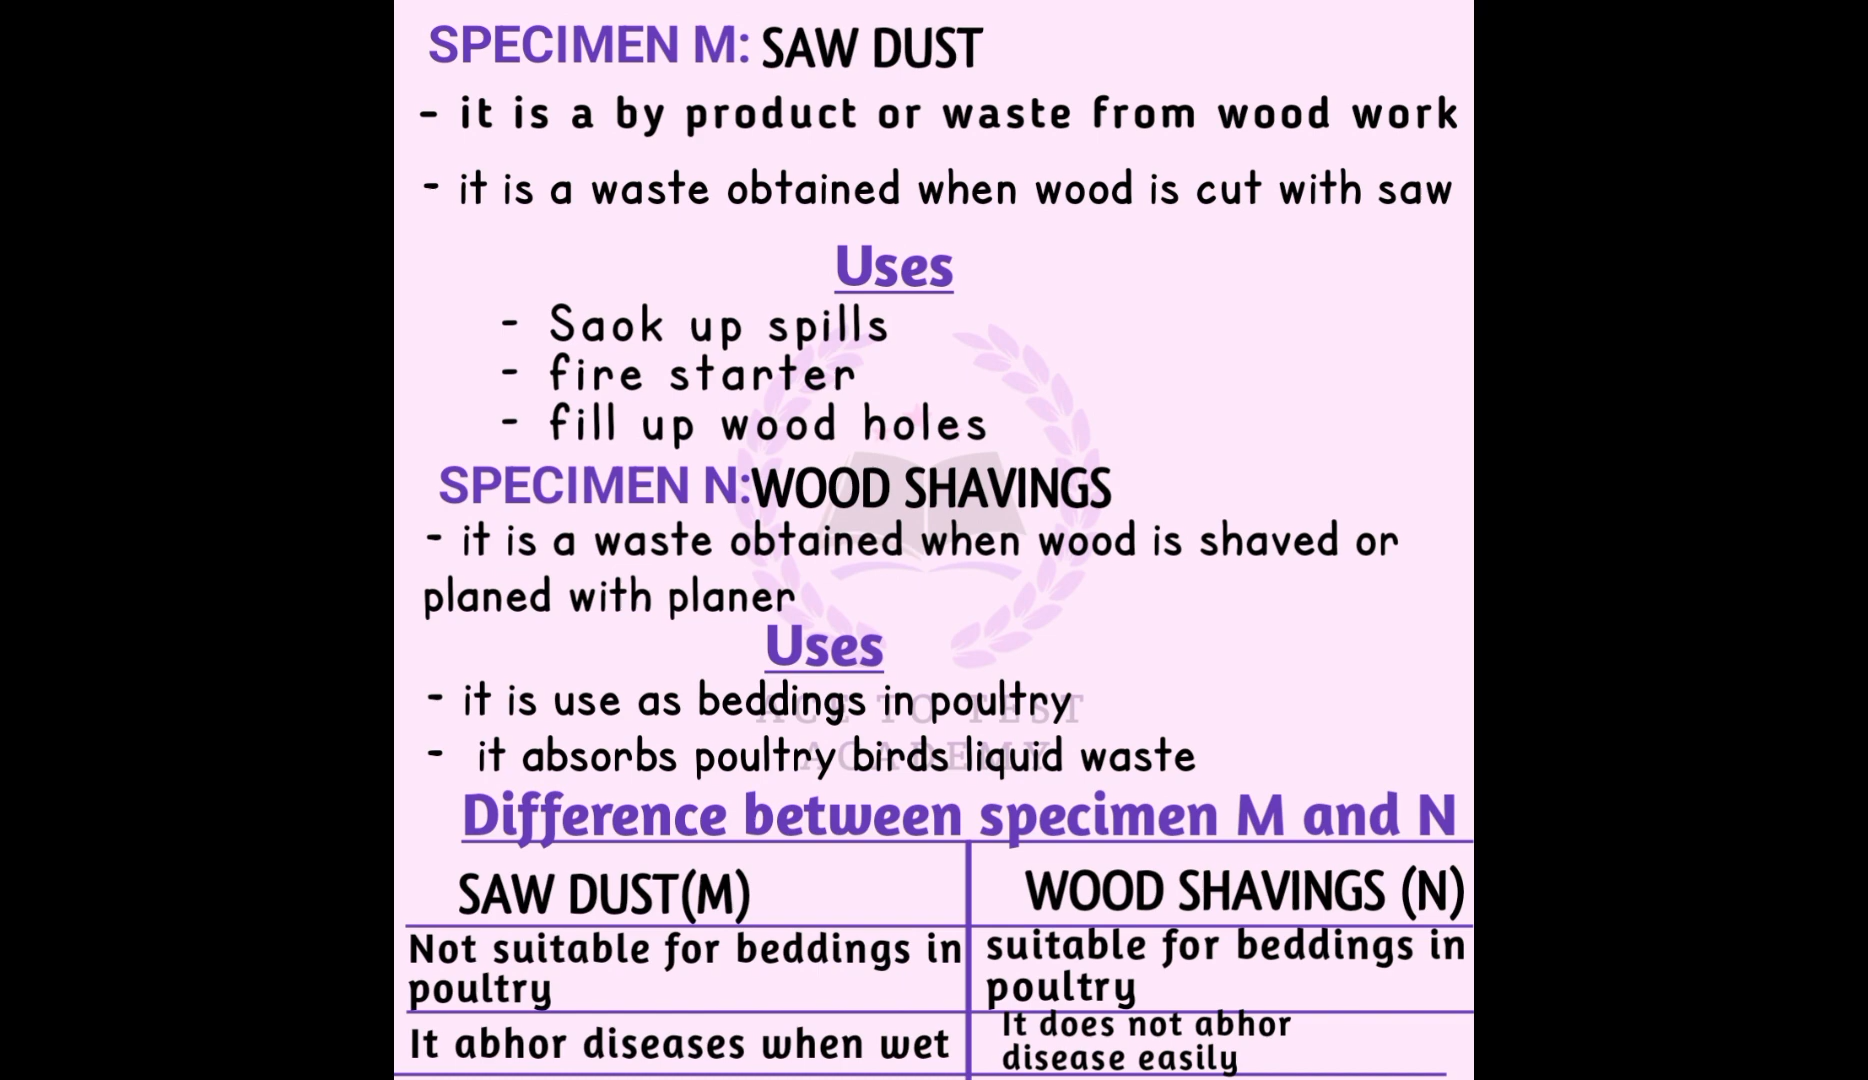 SPECIMEN M: SAW DUST
- it is a by product or waste from wood work
- it is a waste obtained when wood is cut with saw
Uses
- Saok up spills
- fire starter
- fill up wood holes
SPECIMEN N:WOOD SHAVINGS
- it is a waste obtained when wood is shaved or
planed with planer
Uses
- it is use as beddings in poultry
- it absorbs poultry birds liquid waste
ACE TO TEST
ACADEMY
Difference between specimen M and N
SAW DUST(M)
WOOD SHAVINGS (N)
Not suitable for beddings in
poultry
suitable for beddings in
poultry
It abhor diseases when wet
It does not abhor
disease easily